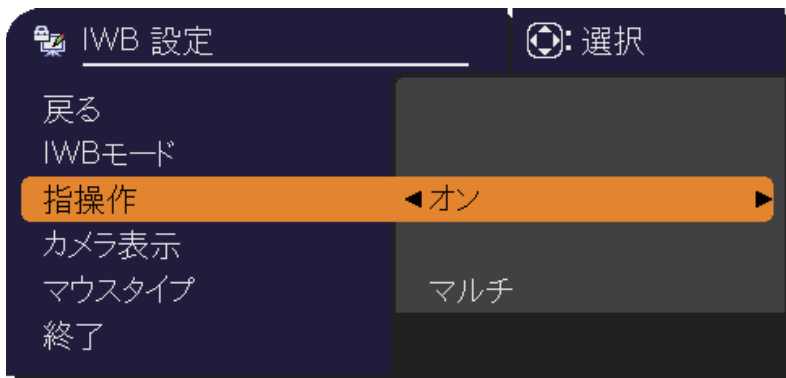 IWB 設定 : 選択
戻る
IWBモード
指操作 ◀オン ▶
カメラ表示
マウスタイプ マルチ
終了